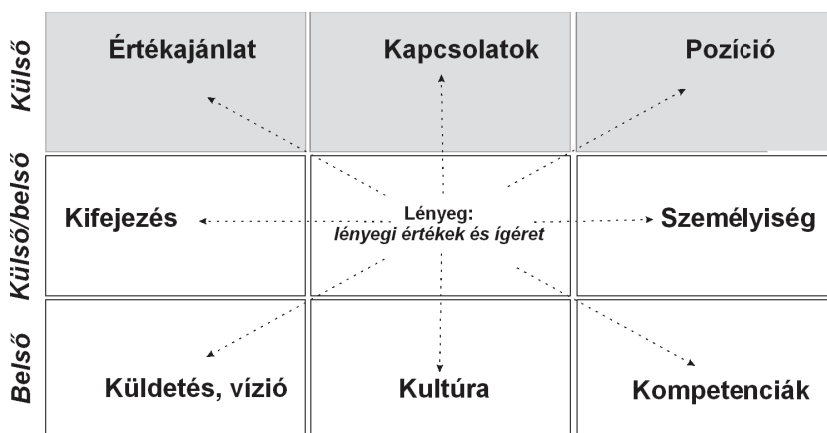 Külső
Értékajánlat
Kapcsolatok
Pozíció
Külső/belső
Kifejezés
Lényeg:
lényegi értékek és ígéret
Személyiség
Belső
Küldetés, vízió
Kultúra
Kompetenciák